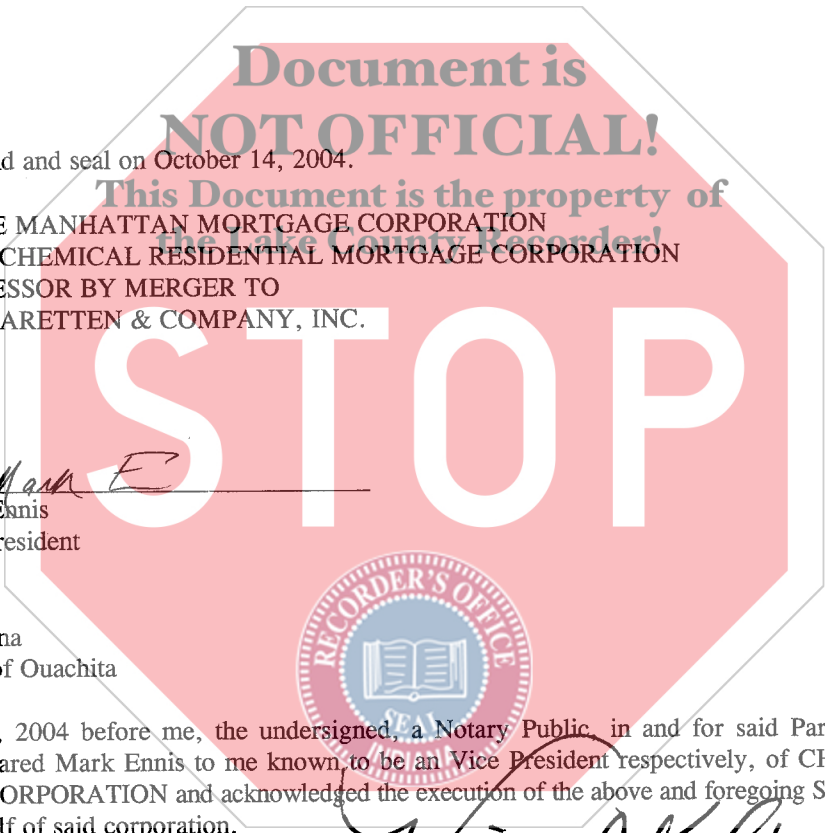 Document is
NOT OFFICIAL!
d and seal on October 14, 2004.
This Document is the property of
E MANHATTAN MORTGAGE CORPORATION
the Lake County Recorder!
CHEMICAL RESIDENTIAL MORTGAGE CORPORATION
ESSOR BY MERGER TO
ARETTEN & COMPANY, INC.
STOP
Mark E
Ennis
resident
RECORDER'S OFFICE
SEAL
INDIANA
na
of Ouachita
, 2004 before me, the undersigned, a Notary Public, in and for said Par
ared Mark Ennis to me known to be an Vice President respectively, of CH
ORPORATION and acknowledged the execution of the above and foregoing S
lf of said corporation.